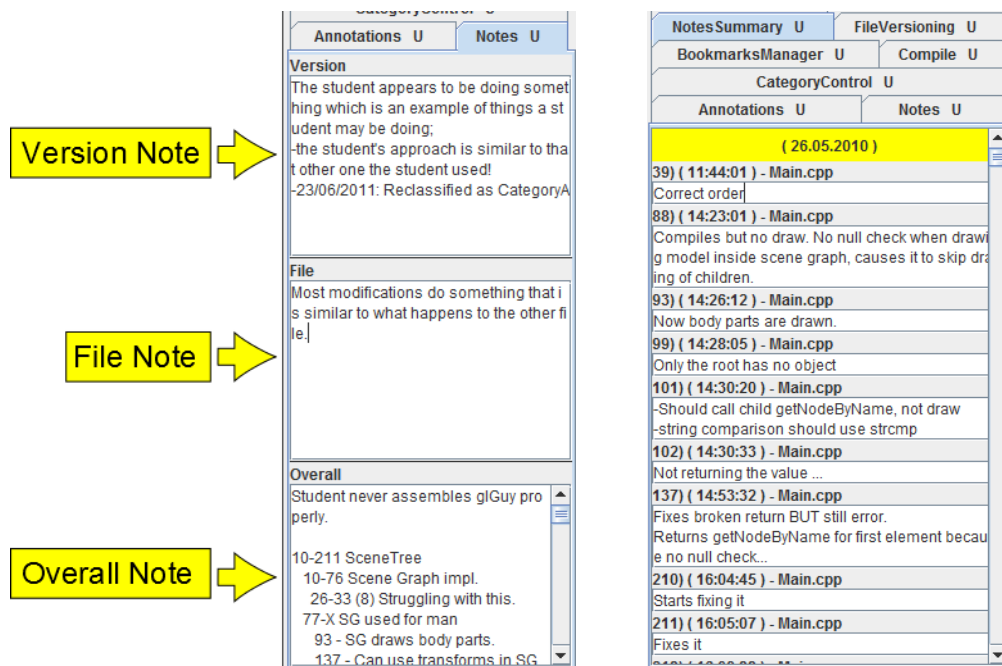 Annotations U
Notes U
Version
The student appears to be doing somet
hing which is an example of things a st
udent may be doing;
-the student's approach is similar to tha
t other one the student used!
-23/06/2011: Reclassified as CategoryA
File
Most modifications do something that i
s similar to what happens to the other fi
le.
Overall
Student never assembles glGuy pro
perly.
10-211 SceneTree
10-76 Scene Graph impl.
26-33 (8) Struggling with this.
77-X SG used for man
93 - SG draws body parts.
137 - Can use transforms in SG
Version Note
File Note
Overall Note
NotesSummary U
FileVersioning U
BookmarksManager U
Compile U
CategoryControl U
Annotations U
Notes U
( 26.05.2010 )
39) ( 11:44:01 ) - Main.cpp
Correct order
88) ( 14:23:01 ) - Main.cpp
Compiles but no draw. No null check when drawi
g model inside scene graph, causes it to skip dra
ing of children.
93) ( 14:26:12 ) - Main.cpp
Now body parts are drawn.
99) ( 14:28:05 ) - Main.cpp
Only the root has no object
101) ( 14:30:20 ) - Main.cpp
-Should call child getNodeByName, not draw
-string comparison should use strcmp
102) ( 14:30:33 ) - Main.cpp
Not returning the value ...
137) ( 14:53:32 ) - Main.cpp
Fixes broken return BUT still error.
Returns getNodeByName for first element becau
e no null check...
210) ( 16:04:45 ) - Main.cpp
Starts fixing it
211) ( 16:05:07 ) - Main.cpp
Fixes it